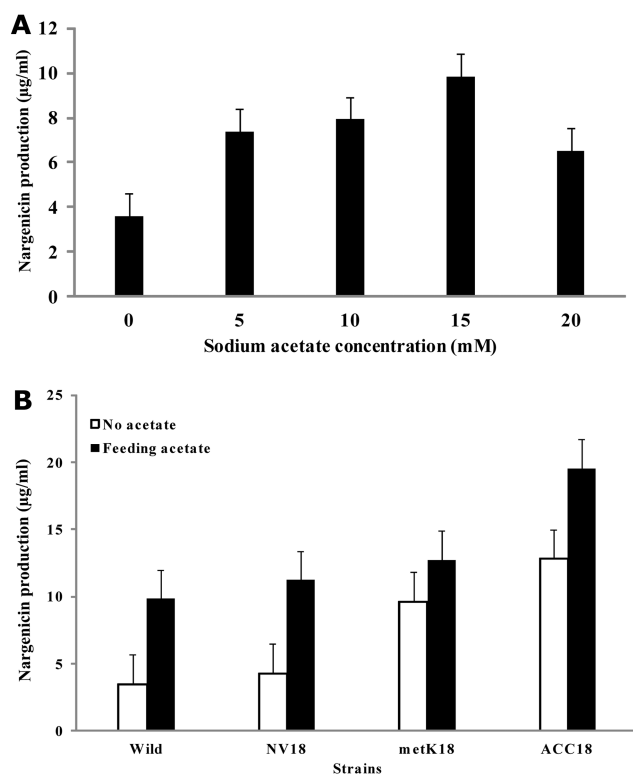 A
Nargenicin production (µg/ml)
12
10
8
6
4
2
0
0 5 10 15 20
Sodium acetate concentration (mM)
B
Nargenicin production (µg/ml)
25
20
15
10
5
0
No acetate
Feeding acetate
Wild NV18 metK18 ACC18
Strains